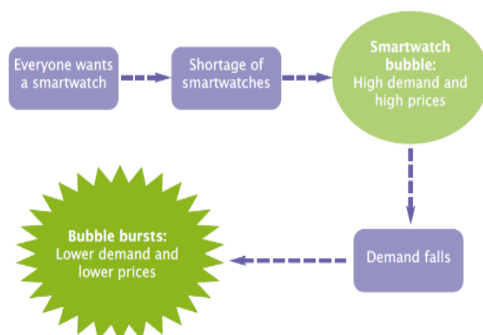 Everyone wants
a smartwatch
Shortage of
smartwatches
Smartwatch
bubble:
High demand and
high prices
Demand falls
Bubble bursts:
Lower demand and
lower prices